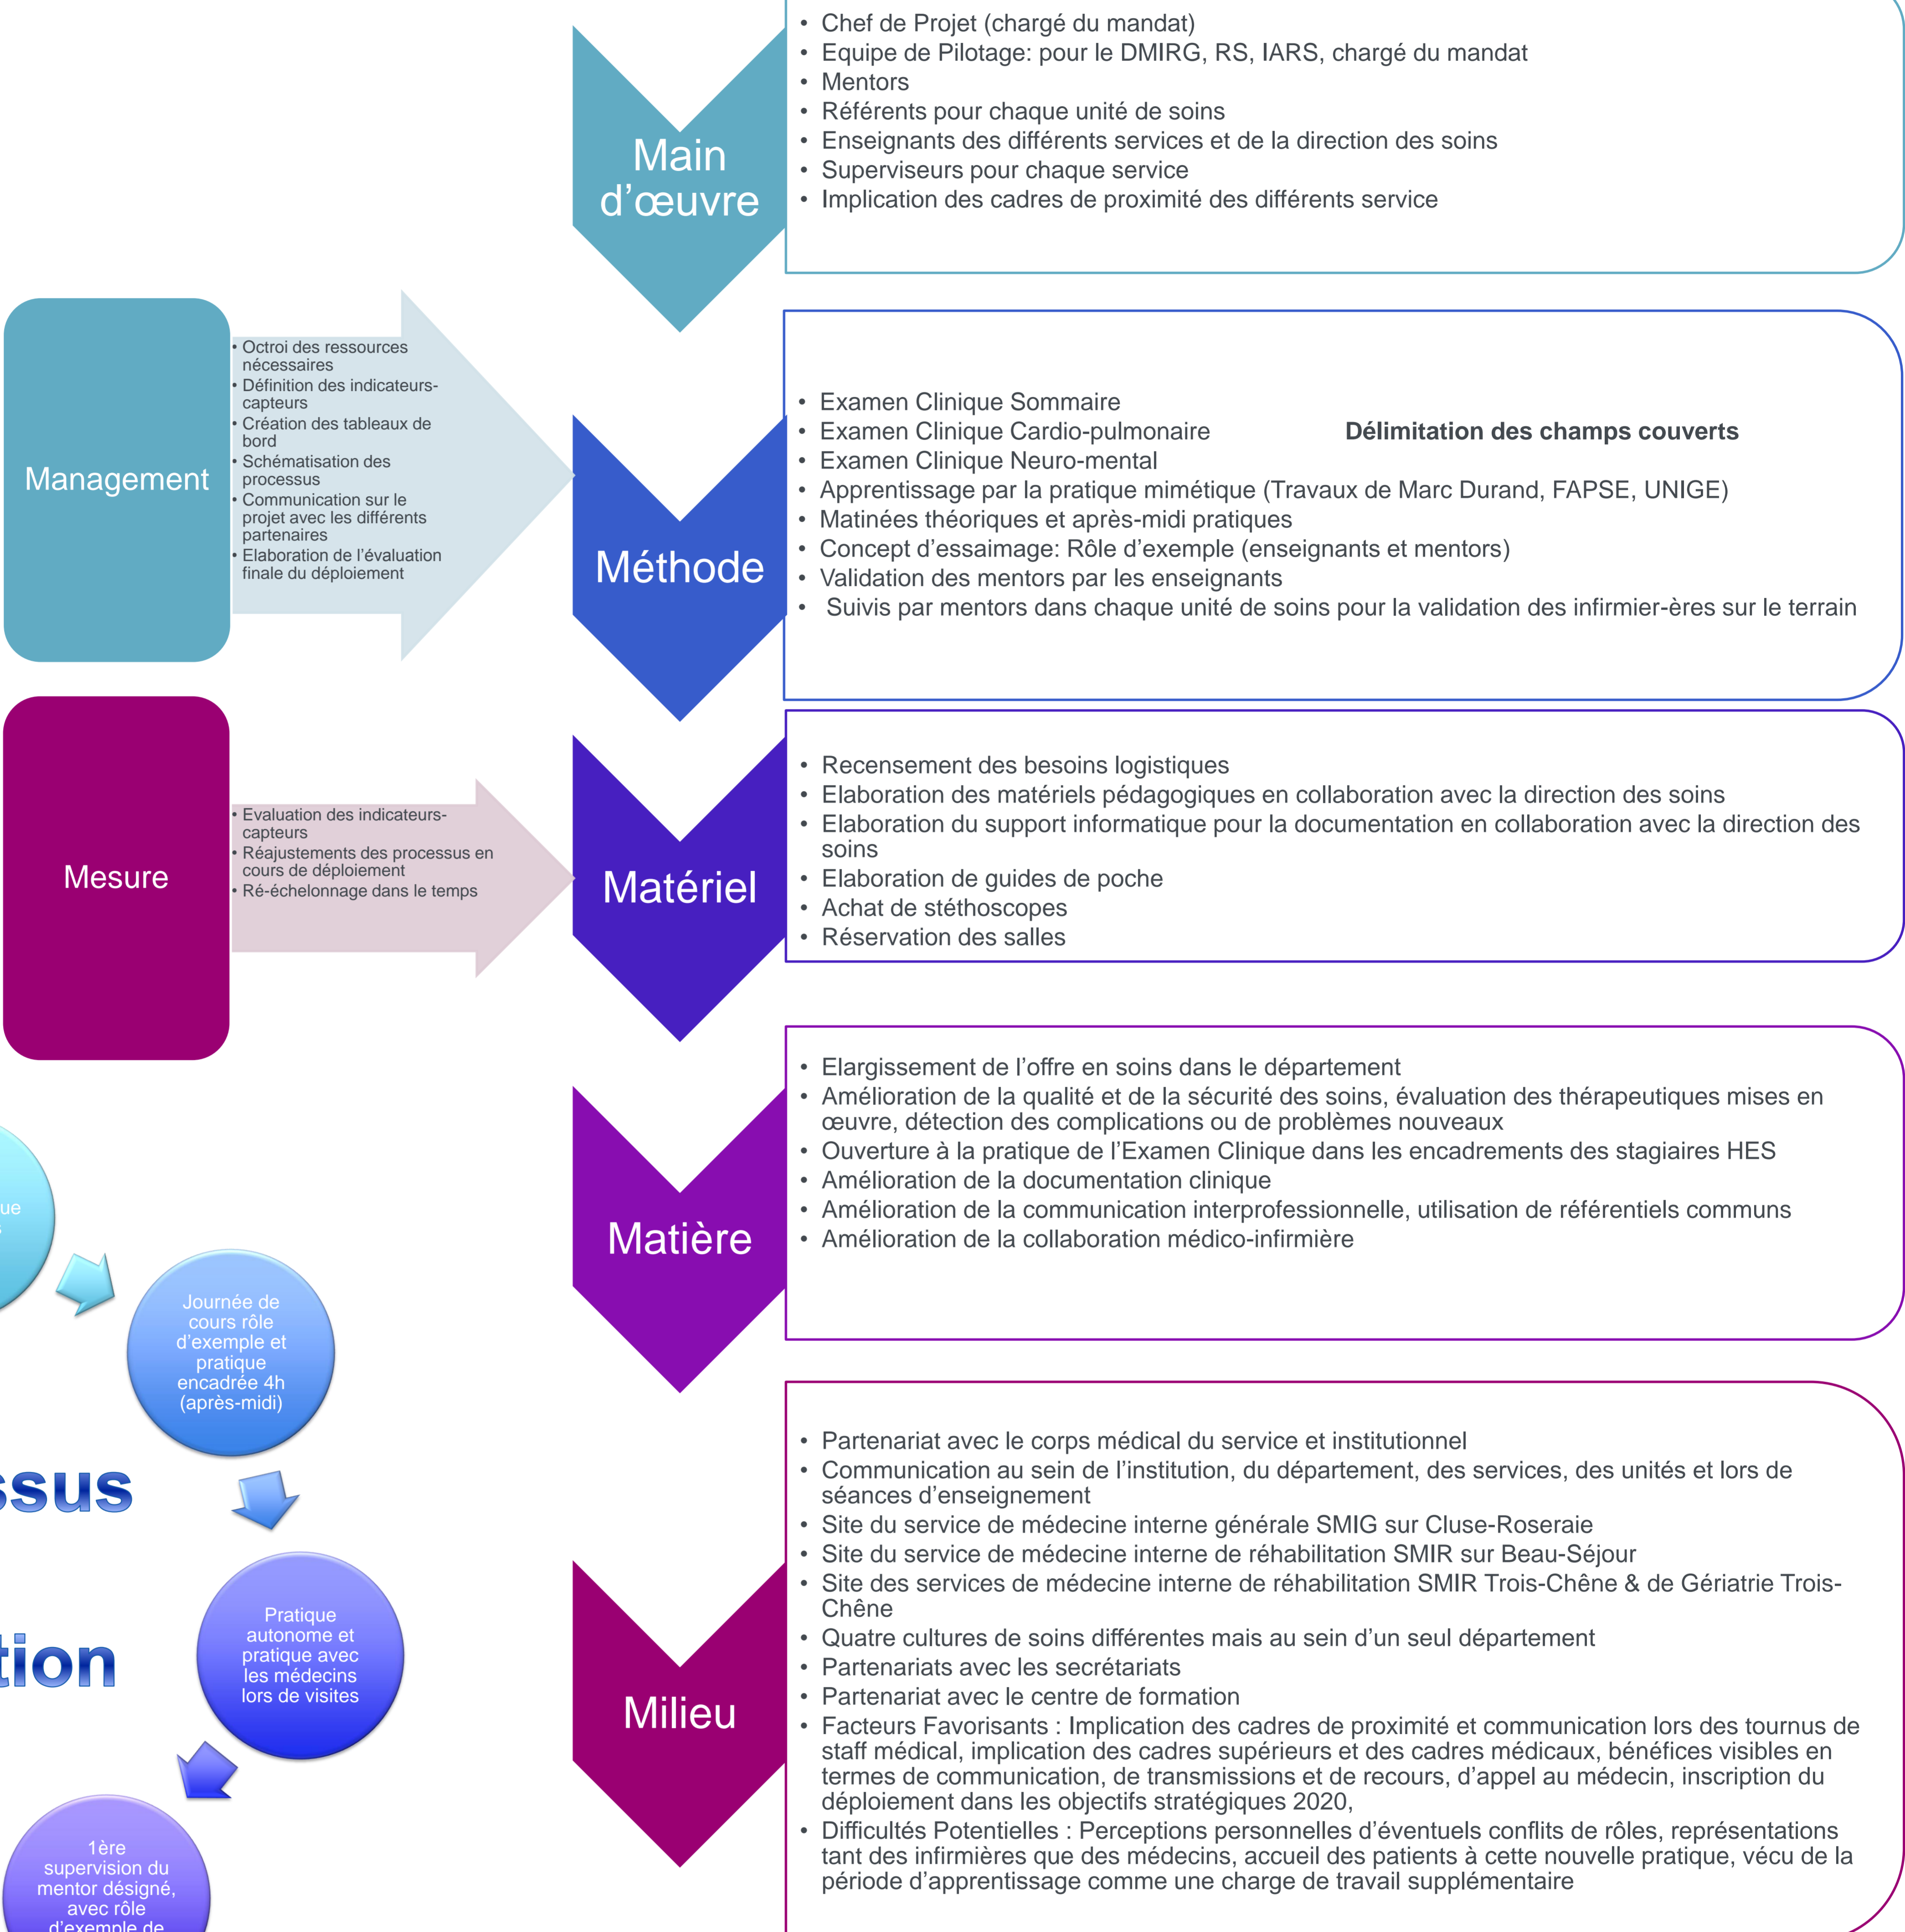 • Chef de Projet (chargé du mandat)
• Equipe de Pilotage: pour le DMIRG, RS, IARS, chargé du mandat
• Mentors
• Référents pour chaque unité de soins
• Enseignants des différents services et de la direction des soins
• Superviseurs pour chaque service
• Implication des cadres de proximité des différents service
Main
d’œuvre
Management
• Octroi des ressources
nécessaires
• Définition des indicateurs-
capteurs
• Création des tableaux de
bord
• Schématisation des
processus
• Communication sur le
projet avec les différents
partenaires
• Elaboration de l’évaluation
finale du déploiement
Méthode
• Examen Clinique Sommaire
• Examen Clinique Cardio-pulmonaire Délimitation des champs couverts
• Examen Clinique Neuro-mental
• Apprentissage par la pratique mimétique (Travaux de Marc Durand, FAPSE, UNIGE)
• Matinées théoriques et après-midi pratiques
• Concept d’essaimage: Rôle d’exemple (enseignants et mentors)
• Validation des mentors par les enseignants
• Suivis par mentors dans chaque unité de soins pour la validation des infirmier-ères sur le terrain
Mesure
• Evaluation des indicateurs-
capteurs
• Réajustements des processus en
cours de déploiement
• Ré-échelonnage dans le temps
Matériel
• Recensement des besoins logistiques
• Elaboration des matériels pédagogiques en collaboration avec la direction des soins
• Elaboration du support informatique pour la documentation en collaboration avec la direction des
soins
• Elaboration de guides de poche
• Achat de stéthoscopes
• Réservation des salles
Matière
• Elargissement de l’offre en soins dans le département
• Amélioration de la qualité et de la sécurité des soins, évaluation des thérapeutiques mises en
œuvre, détection des complications ou de problèmes nouveaux
• Ouverture à la pratique de l’Examen Clinique dans les encadrements des stagiaires HES
• Amélioration de la documentation clinique
• Amélioration de la communication interprofessionnelle, utilisation de référentiels communs
• Amélioration de la collaboration médico-infirmière
Journée de
cours rôle
d’exemple et
pratique
encadrée 4h
(après-midi)
ssus
tion
Pratique
autonome et
pratique avec
les médecins
lors de visites
1ère
supervision du
mentor désigné,
avec rôle
d’exemple de
Milieu
• Partenariat avec le corps médical du service et institutionnel
• Communication au sein de l’institution, du département, des services, des unités et lors de
séances d’enseignement
• Site du service de médecine interne générale SMIG sur Cluse-Roseraie
• Site du service de médecine interne de réhabilitation SMIR sur Beau-Séjour
• Site des services de médecine interne de réhabilitation SMIR Trois-Chêne & de Gériatrie Trois-
Chêne
• Quatre cultures de soins différentes mais au sein d’un seul département
• Partenariats avec les secrétariats
• Partenariat avec le centre de formation
• Facteurs Favorisants : Implication des cadres de proximité et communication lors des tournus de
staff médical, implication des cadres supérieurs et des cadres médicaux, bénéfices visibles en
termes de communication, de transmissions et de recours, d’appel au médecin, inscription du
déploiement dans les objectifs stratégiques 2020,
• Difficultés Potentielles : Perceptions personnelles d’éventuels conflits de rôles, représentations
tant des infirmières que des médecins, accueil des patients à cette nouvelle pratique, vécu de la
période d’apprentissage comme une charge de travail supplémentaire